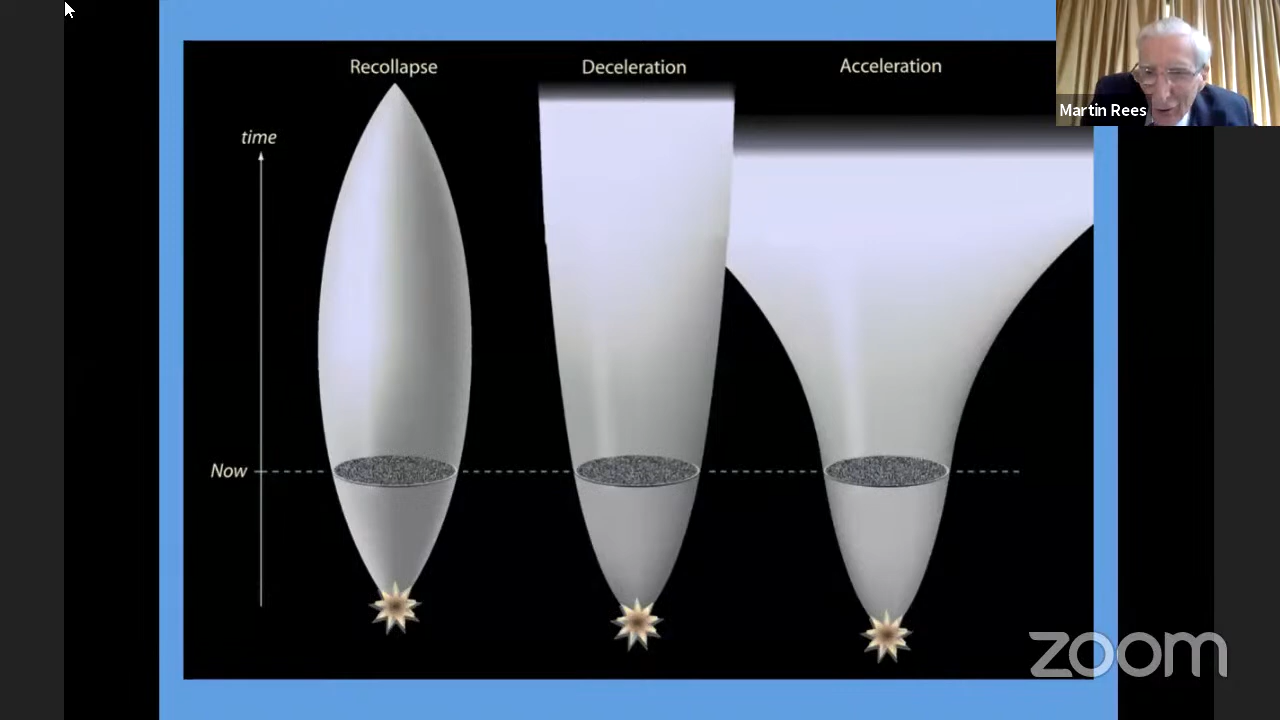 Recollapse
Deceleration
Acceleration
Martin Rees
time
Now
zoom